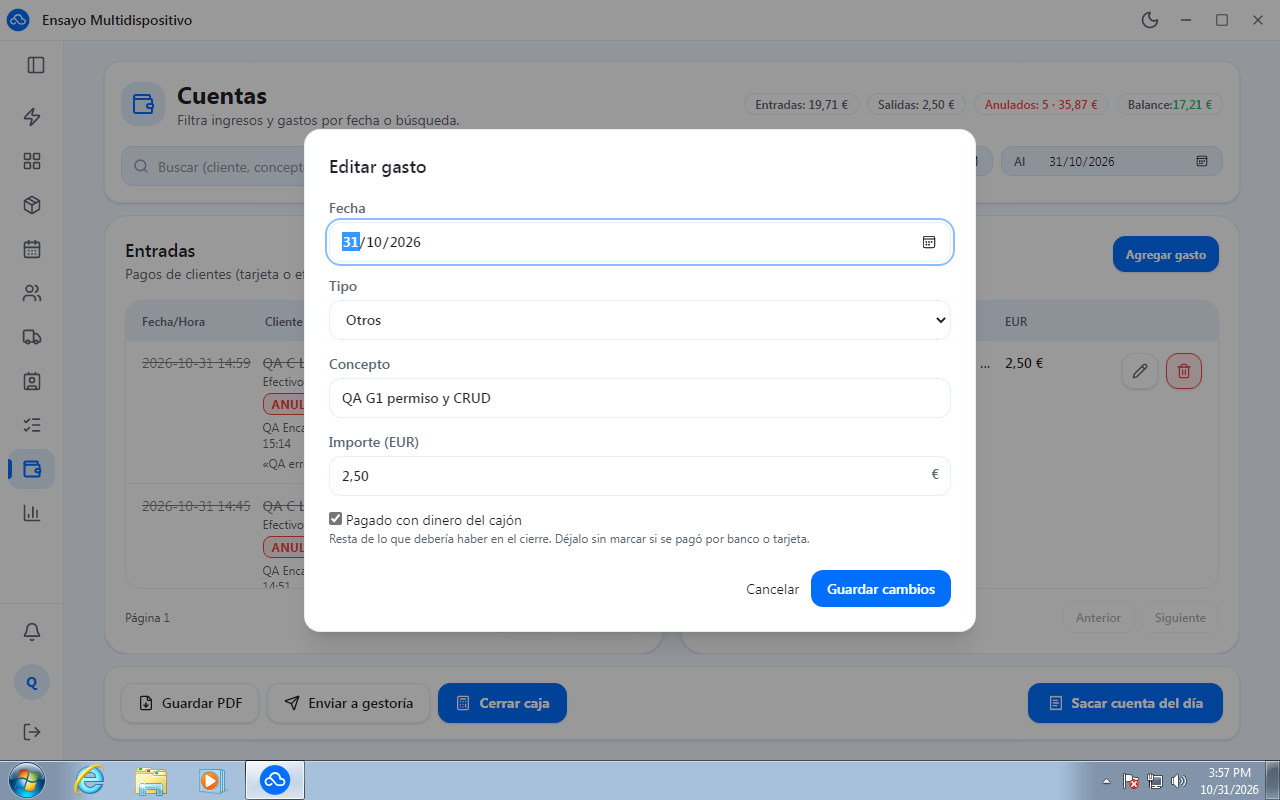 Ensayo Multidispositivo
Cuentas
Filtra ingresos y gastos por fecha o búsqueda.
Entradas: 19,71 €
Salidas: 2,50 €
Anulados: 5 · 35,87 €
Balance:17,21 €
Buscar (cliente, concept
Al 31/10/2026
Editar gasto
Fecha
31/10/2026
Tipo
Otros
Concepto
QA G1 permiso y CRUD
Importe (EUR)
2,50 €
Pagado con dinero del cajón
Resta de lo que debería haber en el cierre. Déjalo sin marcar si se pagó por banco o tarjeta.
Cancelar
Guardar cambios
Entradas
Pagos de clientes (tarjeta o e
Agregar gasto
Fecha/Hora Cliente
EUR
2026-10-31 14:59 QA C L
Efectivo
ANUL
QA Enca
15:14
«QA err
2026-10-31 14:45 QA C L
Efectivo
ANUL
QA Enca
14:51
... 2,50 €
Página 1
Anterior
Siguiente
Guardar PDF
Enviar a gestoría
Cerrar caja
Sacar cuenta del día
Q
3:57 PM
10/31/2026